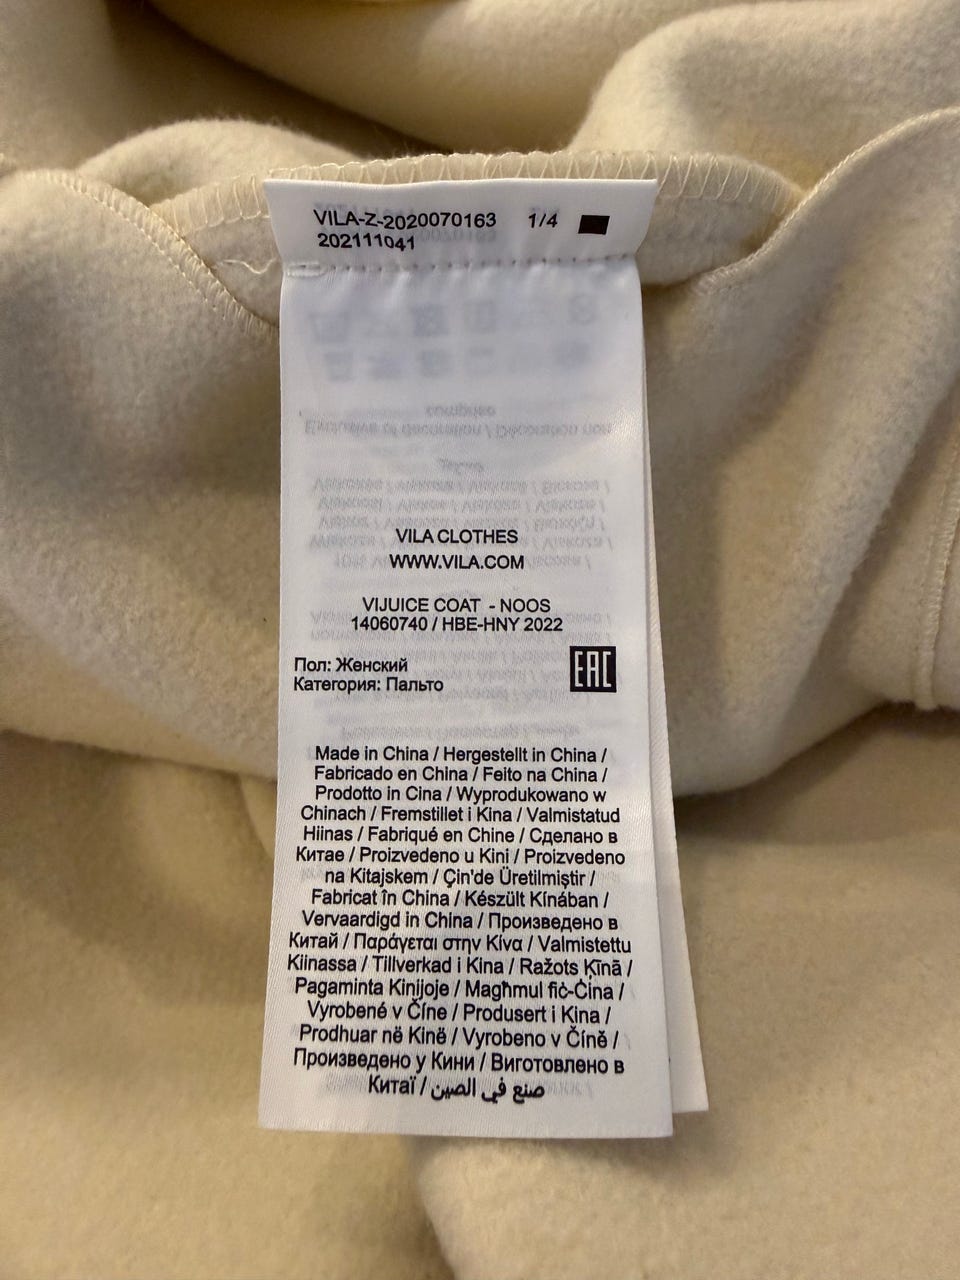 VILA-Z-2020070163 1/4
202111041
VILA CLOTHES
WWW.VILA.COM
VIJUICE COAT - NOOS
14060740 / HBE-HNY 2022
Пол: Женский
Категория: Пальто
EAC
Made in China / Hergestellt in China /
Fabricado en China / Feito na China /
Prodotto in Cina / Wyprodukowano w
Chinach / Fremstillet i Kina / Valmistatud
Hiinas / Fabriqué en Chine / Сделано в
Китае / Proizvedeno u Kini / Proizvedeno
na Kitajskem / Çin'de Üretilmiştir /
Fabricat în China / Készült Kínában /
Vervaardigd in China / Произведено в
Китай / Παράγεται στην Κίνα / Valmistettu
Kiinassa / Tillverkad i Kina / Ražots Ķīnā /
Pagaminta Kinijoje / Magħmul fiċ-Ċina /
Vyrobené v Číne / Produsert i Kina /
Prodhuar në Kinë / Vyrobeno v Číně /
Произведено у Кини / Виготовлено в
Китаї / صنع في الصين